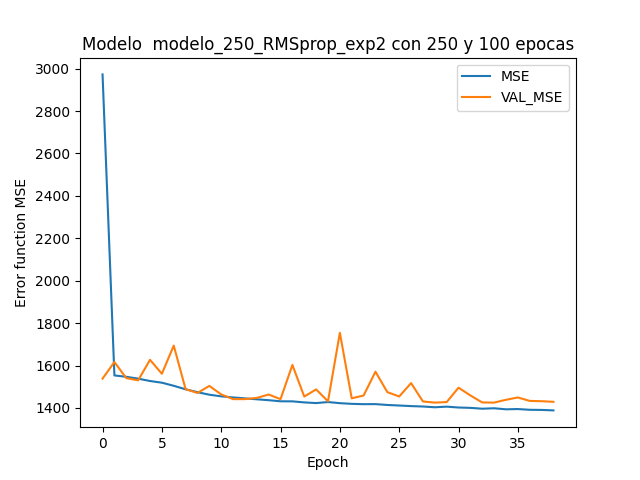 Modelo  modelo_250_RMSprop_exp2 con 250 y 100 epocas
MSE
VAL_MSE
Error function MSE
3000
2800
2600
2400
2200
2000
1800
1600
1400
0 5 10 15 20 25 30 35
Epoch